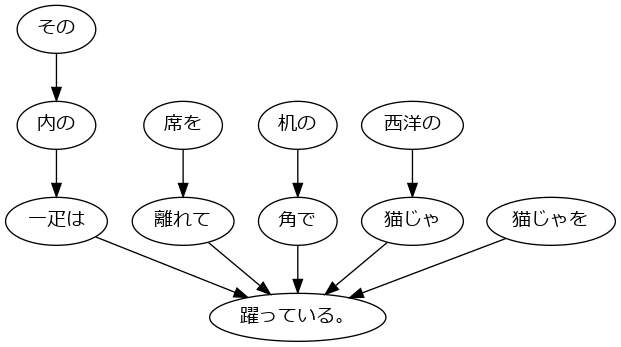 その
内の
席を
机の
西洋の
一疋は
離れて
角で
猫じゃ
猫じゃを
躍っている。